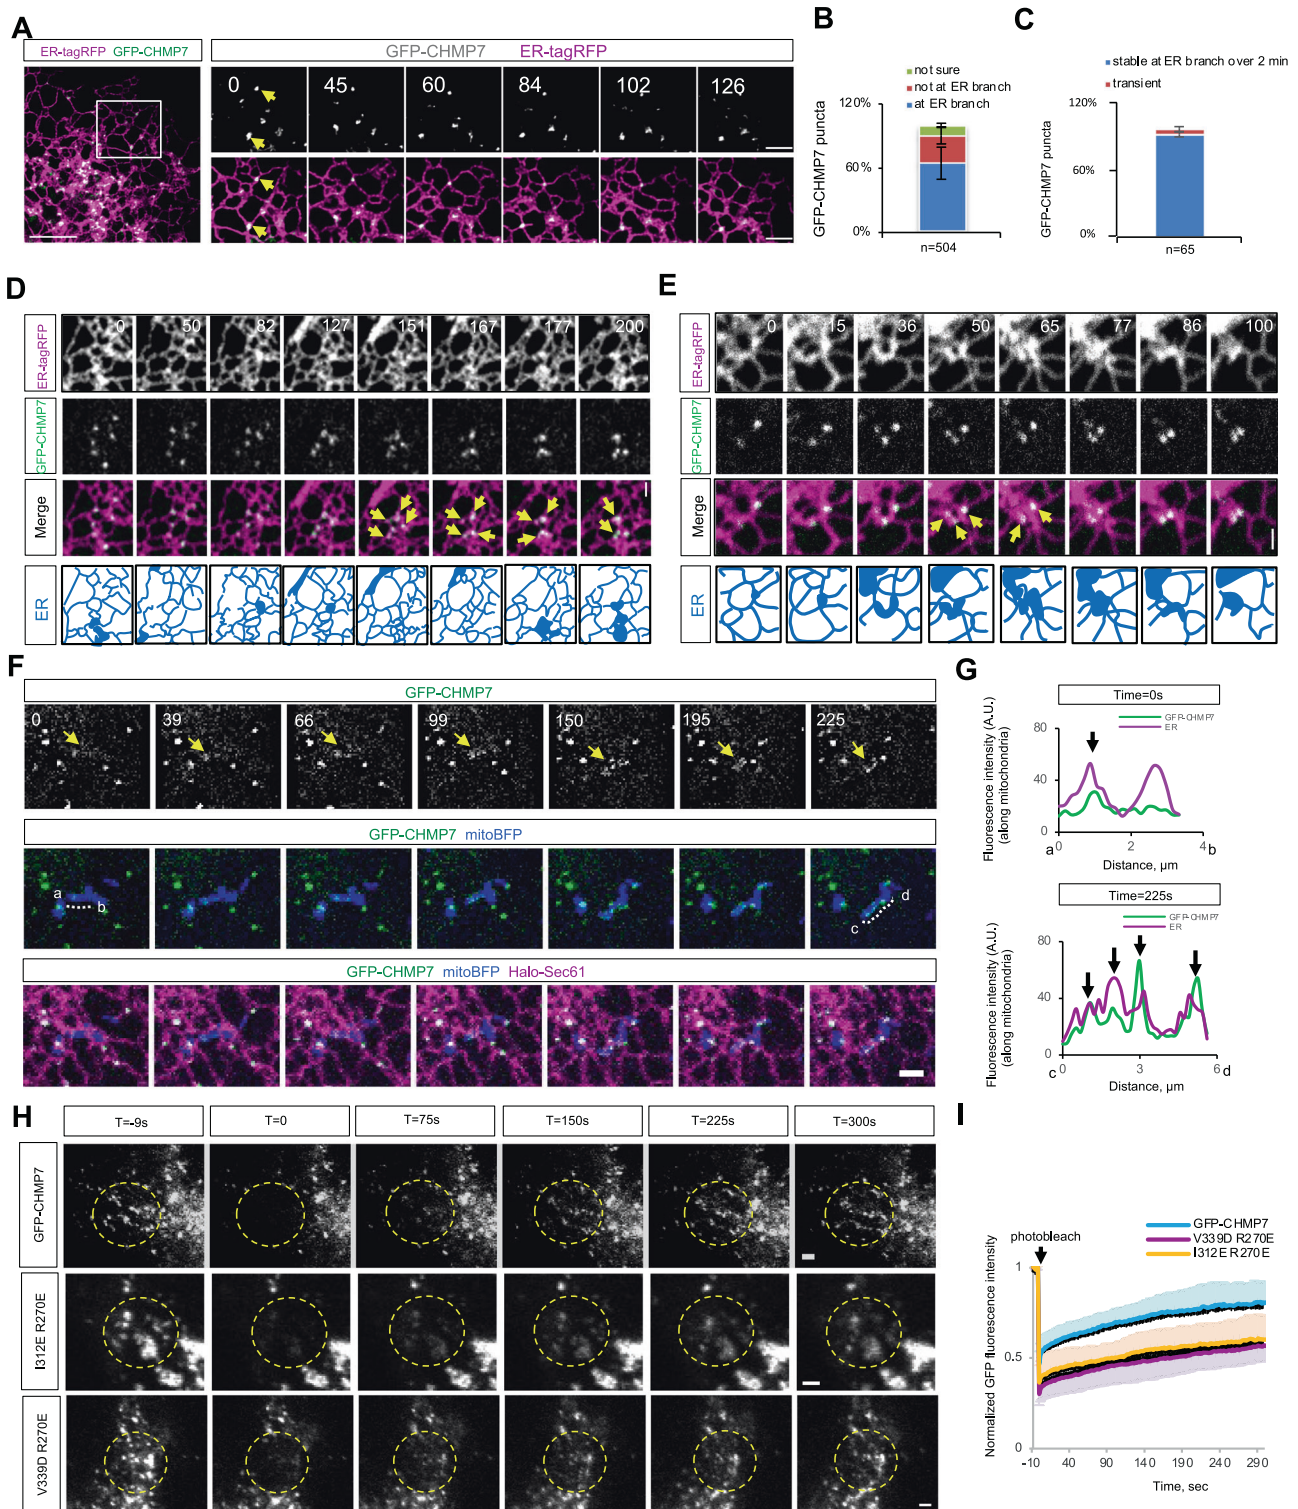 A
ER-tagRFP GFP-CHMP7
GFP-CHMP7 ER-tagRFP
0 45 60 84 102 126
B
not sure
not at ER branch
at ER branch
GFP-CHMP7 puncta
120%
60%
0%
n=504
C
stable at ER branch over 2 min
transient
GFP-CHMP7 puncta
120%
60%
0%
n=65
D
ER-tagRFP
0 50 82 127 151 167 177 200
GFP-CHMP7
Merge
ER
E
ER-tagRFP
0 15 36 50 65 77 86 100
GFP-CHMP7
Merge
ER
F
GFP-CHMP7
0 39 66 99 150 195 225
GFP-CHMP7 mitoBFP
a b c d
GFP-CHMP7 mitoBFP Halo-Sec61
G
Time=0s
GFP-CHMP7
ER
Fluorescence intensity (A.U.)
(along mitochondria)
80
40
0
a 0 2 4 b
Distance, μm
Time=225s
GFP-CHMP7
ER
Fluorescence intensity (A.U.)
(along mitochondria)
80
40
0
c 0 3 6 d
Distance, μm
H
T=-9s T=0 T=75s T=150s T=225s T=300s
GFP-CHMP7
I312E R270E
V339D R270E
I
GFP-CHMP7
V339D R270E
I312E R270E
photobleach
Normalized GFP fluorescence intensity
1
0.5
0
-10 40 90 140 190 240 290
Time, sec